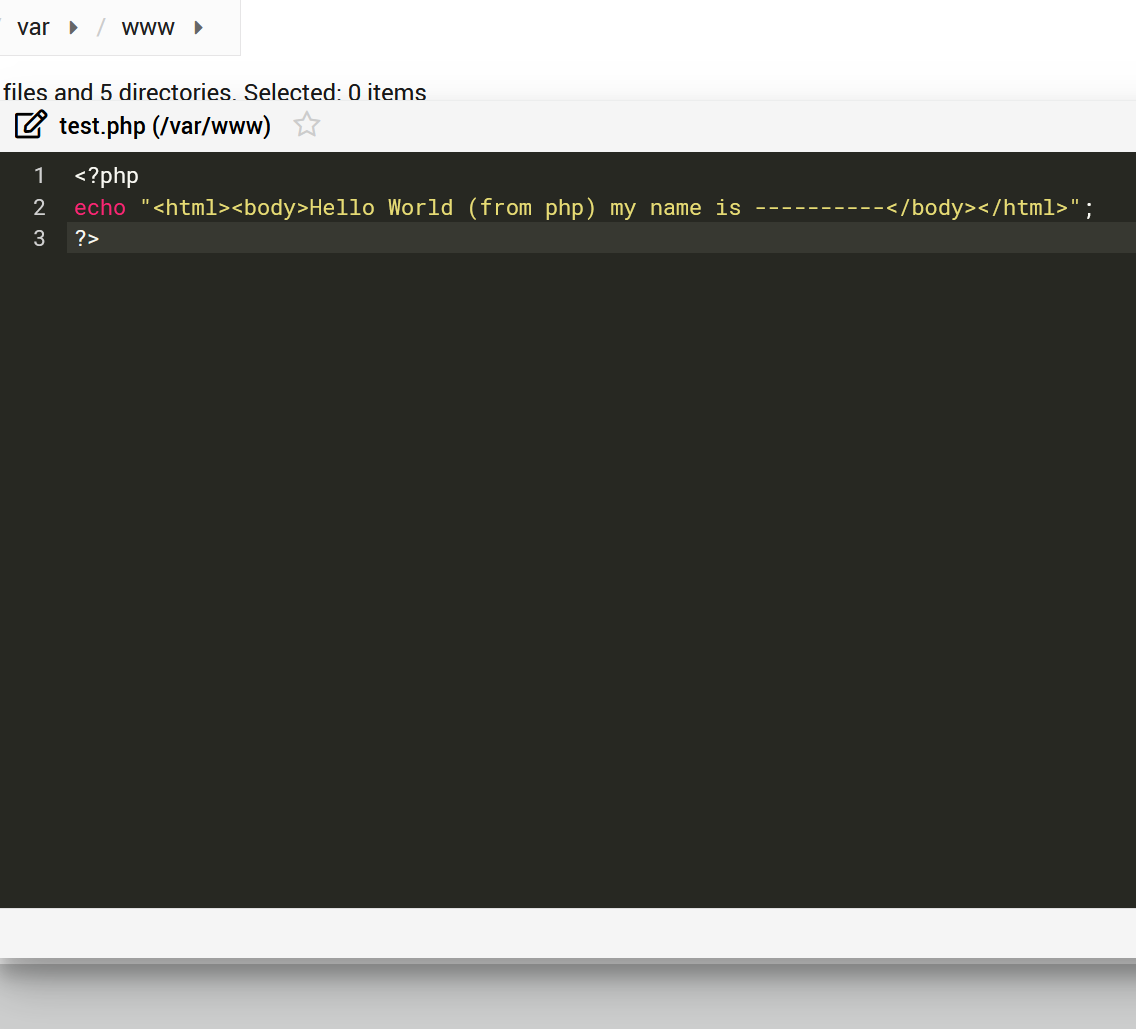 / var / www
files and 5 directories. Selected: 0 items
test.php (/var/www)
1 <?php
2 echo "<html><body>Hello World (from php) my name is ----------</body></html>";
3 ?>